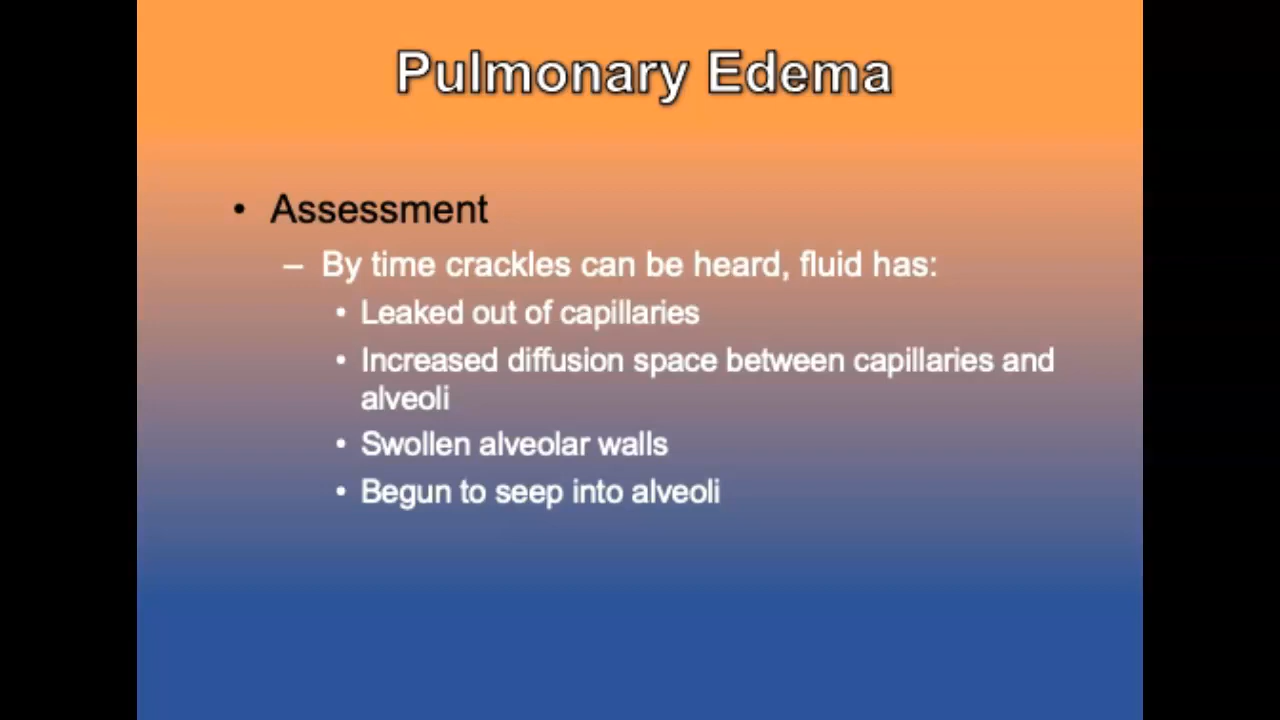 Pulmonary Edema
• Assessment
– By time crackles can be heard, fluid has:
• Leaked out of capillaries
• Increased diffusion space between capillaries and
alveoli
• Swollen alveolar walls
• Begun to seep into alveoli